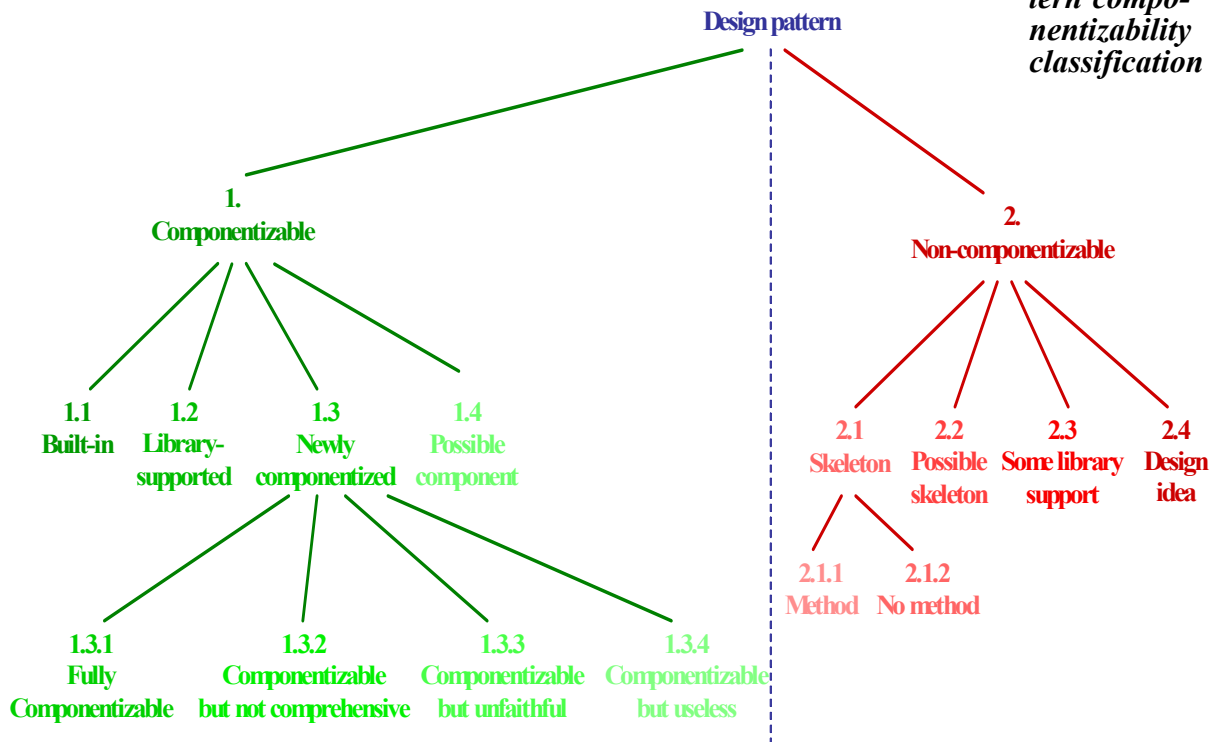 Design pattern
tern compo-
nentizability
classification
1.
Componentizable
2.
Non-componentizable
1.1
Built-in
1.2
Library-
supported
1.3
Newly
componentized
1.4
Possible
component
2.1
Skeleton
2.2
Possible
skeleton
2.3
Some library
support
2.4
Design
idea
2.1.1
Method
2.1.2
No method
1.3.1
Fully
Componentizable
1.3.2
Componentizable
but not comprehensive
1.3.3
Componentizable
but unfaithful
1.3.4
Componentizable
but useless